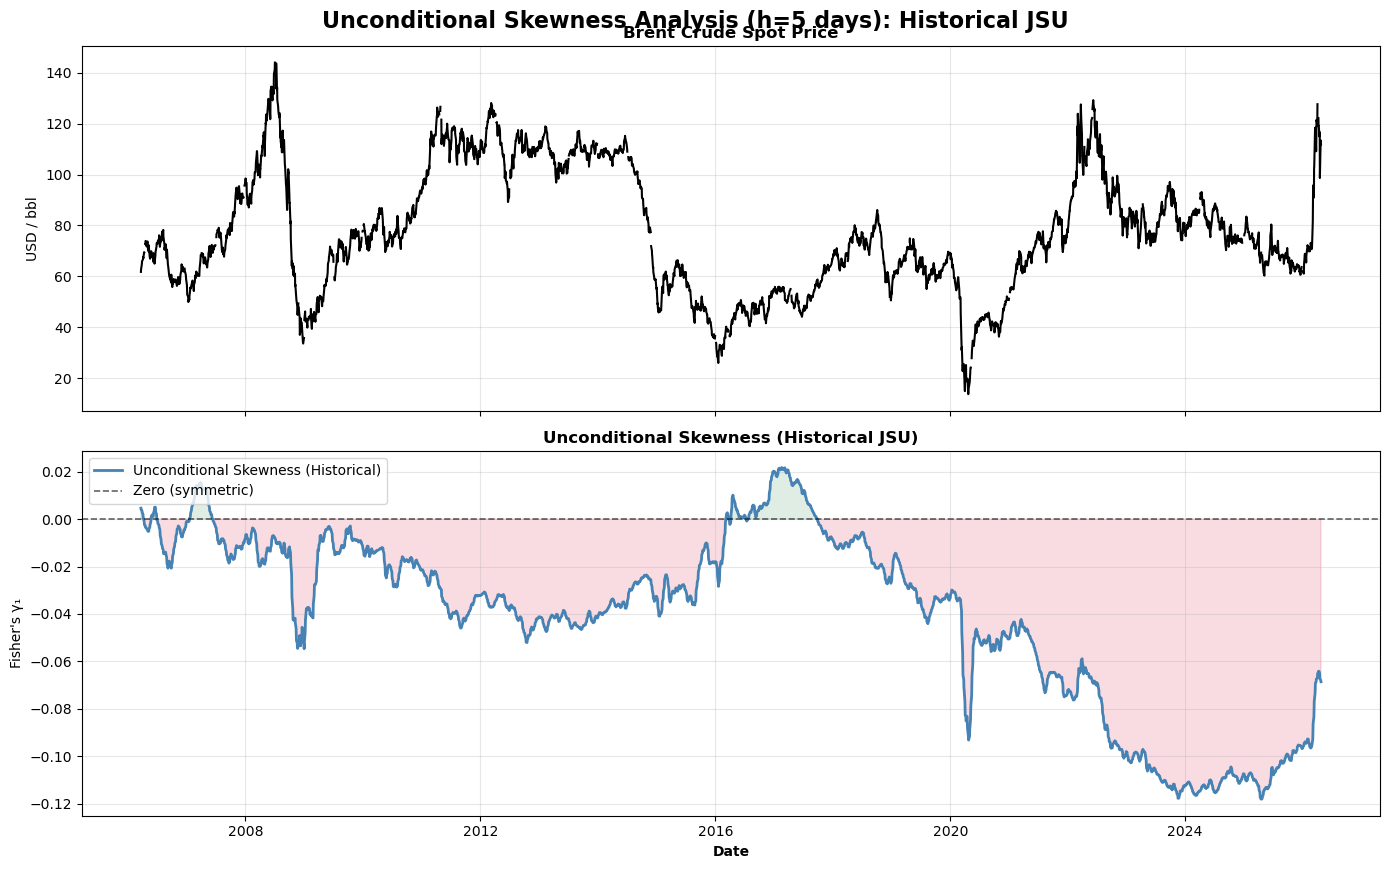 Unconditional Skewness Analysis (h=5 days): Historical JSU
Brent Crude Spot Price
USD / bbl
140
120
100
80
60
40
20
Unconditional Skewness (Historical JSU)
Unconditional Skewness (Historical)
Zero (symmetric)
Fisher's γ₁
0.02
0.00
−0.02
−0.04
−0.06
−0.08
−0.10
−0.12
2008 2012 2016 2020 2024
Date